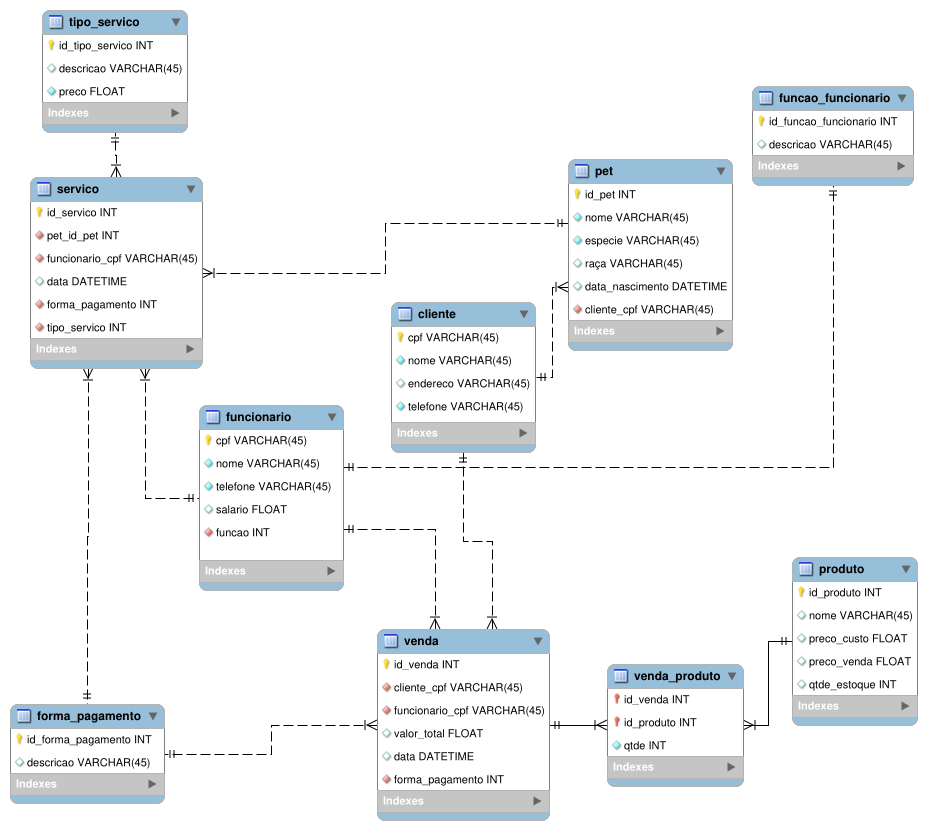 tipo_servico
id_tipo_servico INT
descricao VARCHAR(45)
preco FLOAT
Indexes
funcao_funcionario
id_funcao_funcionario INT
descricao VARCHAR(45)
Indexes
servico
id_servico INT
pet_id_pet INT
funcionario_cpf VARCHAR(45)
data DATETIME
forma_pagamento INT
tipo_servico INT
Indexes
pet
id_pet INT
nome VARCHAR(45)
especie VARCHAR(45)
raça VARCHAR(45)
data_nascimento DATETIME
cliente_cpf VARCHAR(45)
Indexes
cliente
cpf VARCHAR(45)
nome VARCHAR(45)
endereco VARCHAR(45)
telefone VARCHAR(45)
Indexes
funcionario
cpf VARCHAR(45)
nome VARCHAR(45)
telefone VARCHAR(45)
salario FLOAT
funcao INT
Indexes
produto
id_produto INT
nome VARCHAR(45)
preco_custo FLOAT
preco_venda FLOAT
qtde_estoque INT
Indexes
venda
id_venda INT
cliente_cpf VARCHAR(45)
funcionario_cpf VARCHAR(45)
valor_total FLOAT
data DATETIME
forma_pagamento INT
Indexes
venda_produto
id_venda INT
id_produto INT
qtde INT
Indexes
forma_pagamento
id_forma_pagamento INT
descricao VARCHAR(45)
Indexes